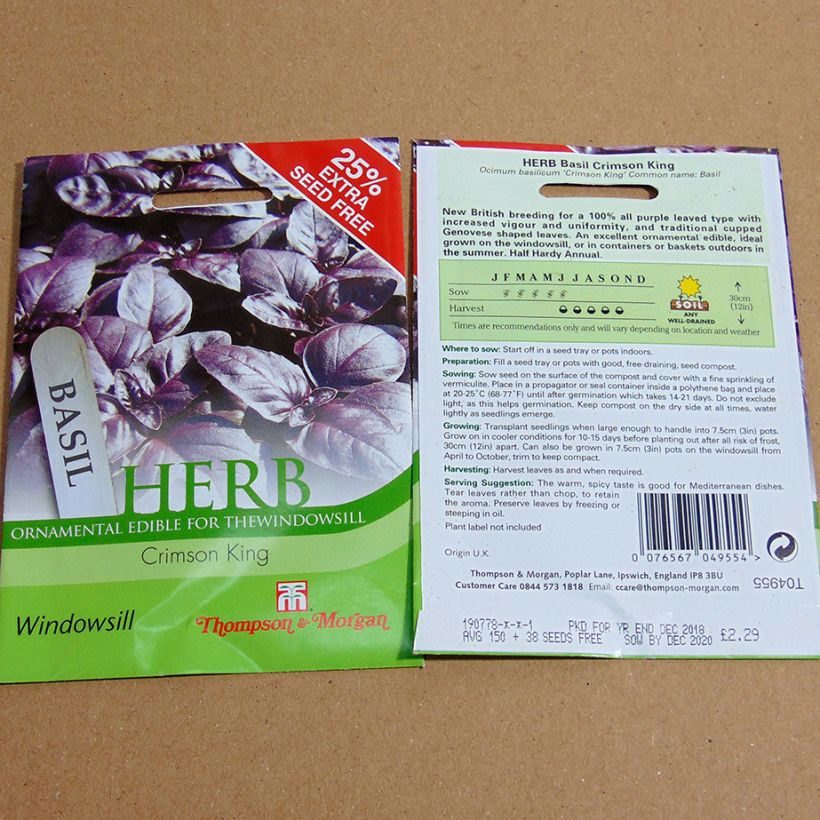 25%
EXTRA
SEED FREE
BASIL
HERB
ORNAMENTAL EDIBLE FOR THEWINDOWSILL
Crimson King
Windowsill
Thompson & Morgan
HERB Basil Crimson King
Ocimum basilicum 'Crimson King' Common name: Basil
New British breeding for a 100% all purple leaved type with
increased vigour and uniformity, and traditional cupped
Genovese shaped leaves. An excellent ornamental edible, ideal
grown on the windowsill, or in containers or baskets outdoors in
the summer. Half Hardy Annual.
J F M A M J J A S O N D
Sow
Harvest
SOIL
ANY
WELL-DRAINED
30cm
(12in)
Times are recommendations only and will vary depending on location and weather
Where to sow: Start off in a seed tray or pots indoors.
Preparation: Fill a seed tray or pots with good, free-draining, seed compost.
Sowing: Sow seed on the surface of the compost and cover with a fine sprinkling of
vermiculite. Place in a propagator or seal container inside a polythene bag and place
at 20-25˚C (68-77˚F) until after germination which takes 14-21 days. Do not exclude
light, as this helps germination. Keep compost on the dry side at all times, water
lightly as seedlings emerge.
Growing: Transplant seedlings when large enough to handle into 7.5cm (3in) pots.
Grow on in cooler conditions for 10-15 days before planting out after all risk of frost,
30cm (12in) apart. Can also be grown in 7.5cm (3in) pots on the windowsill from
April to October, trim to keep compact.
Harvesting: Harvest leaves as and when required.
Serving Suggestion: The warm, spicy taste is good for Mediterranean dishes.
Tear leaves rather than chop, to retain
the aroma. Preserve leaves by freezing or
steeping in oil.
Plant label not included
Origin U.K.
0 076567 049554
T04955
Thompson & Morgan, Poplar Lane, Ipswich, England IP8 3BU
Customer Care 0844 573 1818 Email: ccare@thompson-morgan.com
190778-*-*-1 PKD FOR YR END DEC 2018
AVG 150 + 38 SEEDS FREE SOW BY DEC 2020 £2.29